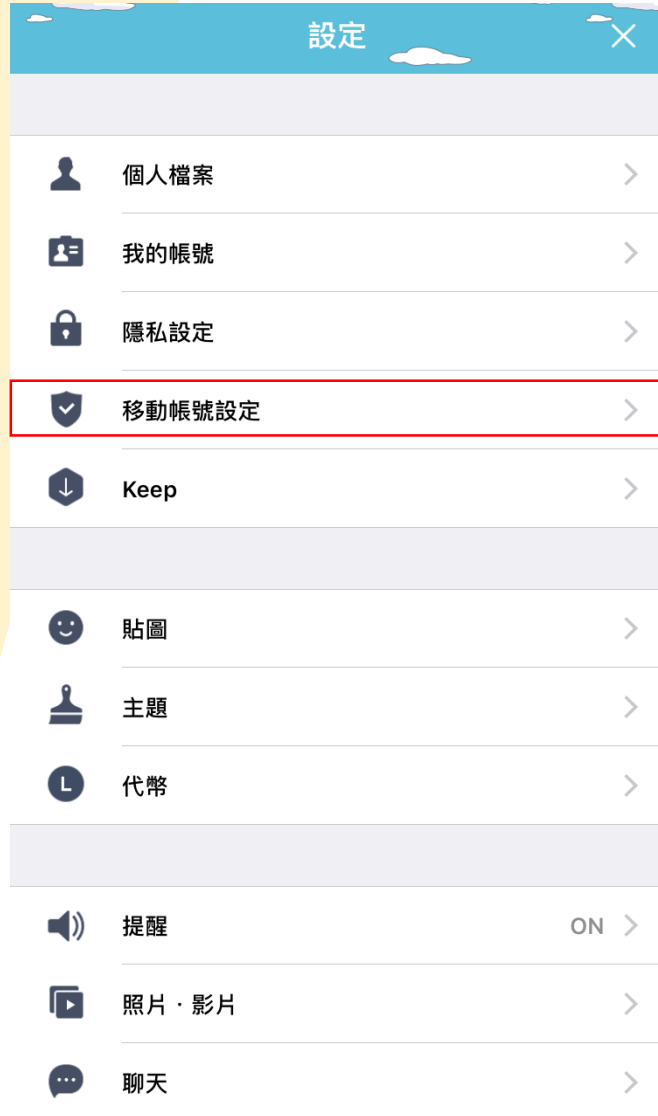 設定
個人檔案
我的帳號
隱私設定
移動帳號設定
Keep
貼圖
主題
L 代幣
提醒 ON
照片・影片
聊天